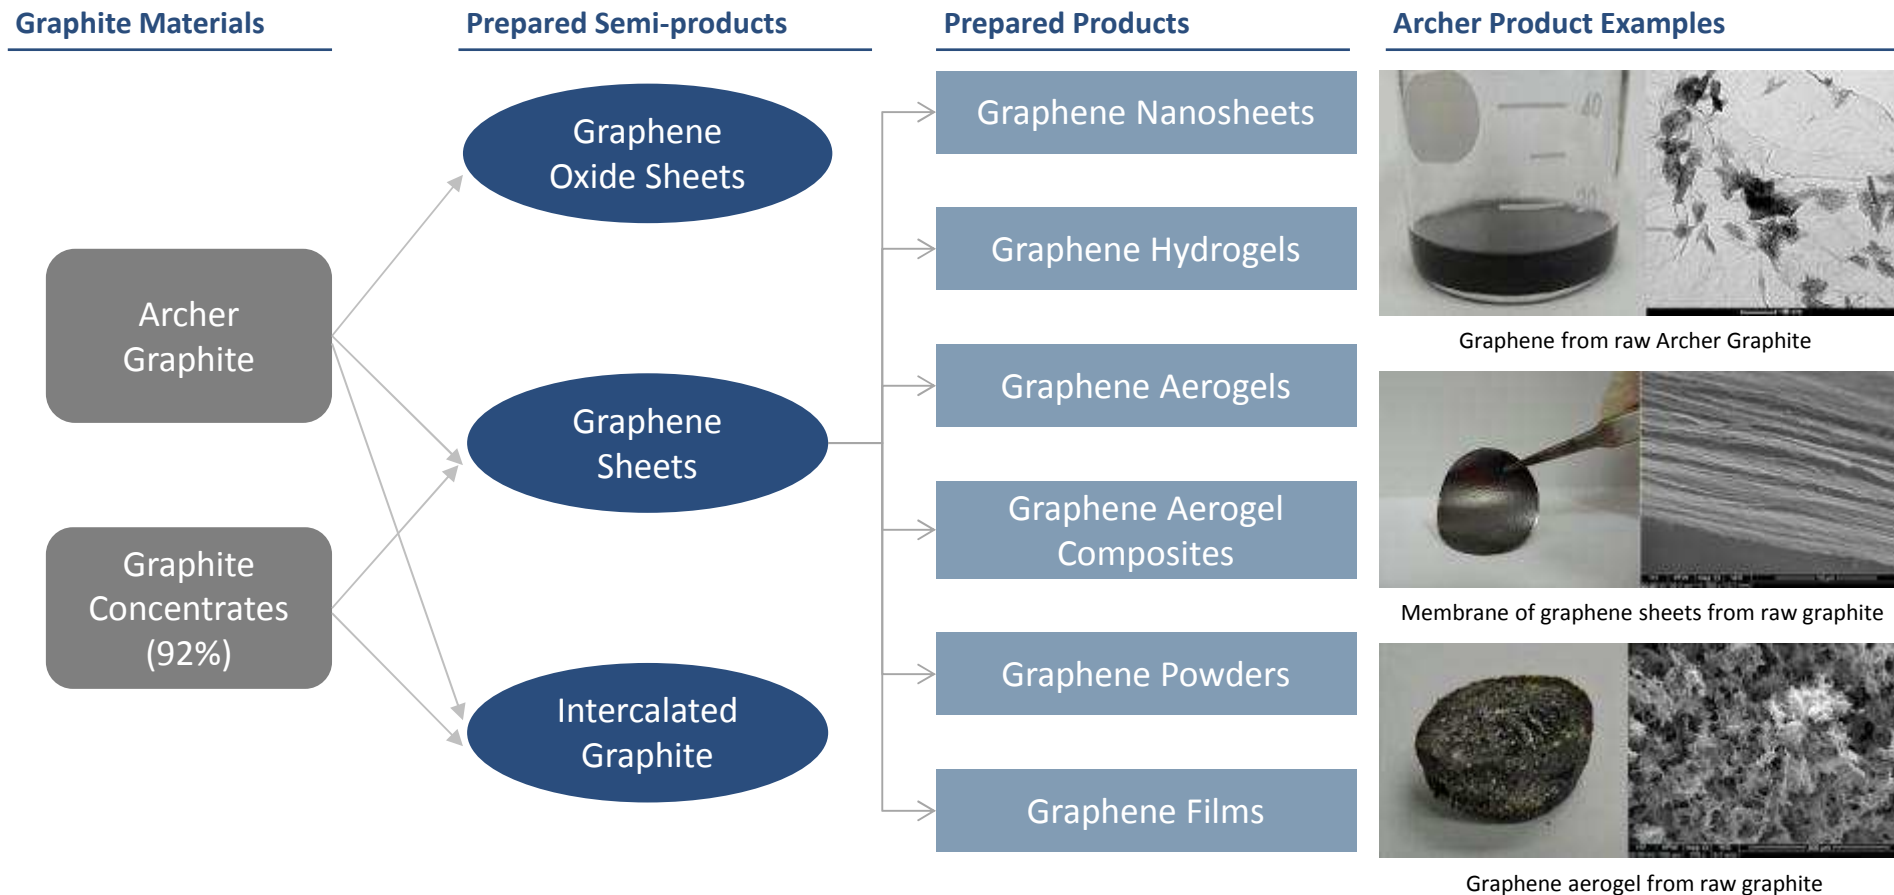 Graphite Materials
Prepared Semi-products
Prepared Products
Archer Product Examples
Archer
Graphite
Graphite
Concentrates
(92%)
Graphene
Oxide Sheets
Graphene
Sheets
Intercalated
Graphite
Graphene Nanosheets
Graphene Hydrogels
Graphene Aerogels
Graphene Aerogel
Composites
Graphene Powders
Graphene Films
40
Graphene from raw Archer Graphite
Membrane of graphene sheets from raw graphite
Graphene aerogel from raw graphite